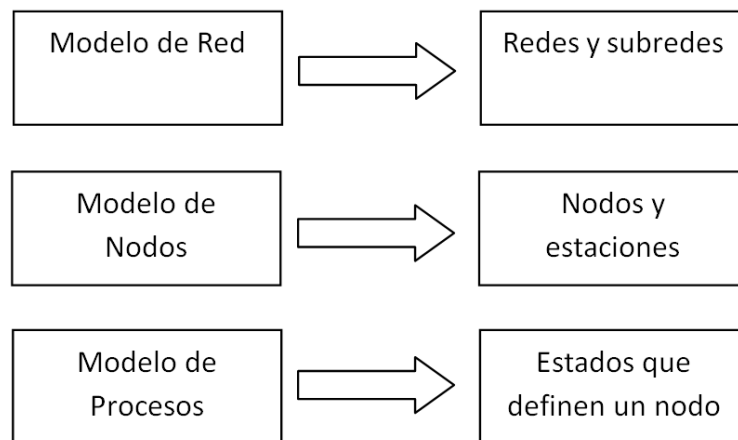 Modelo de Red
Redes y subredes
Modelo de
Nodos
Nodos y
estaciones
Modelo de
Procesos
Estados que
definen un nodo